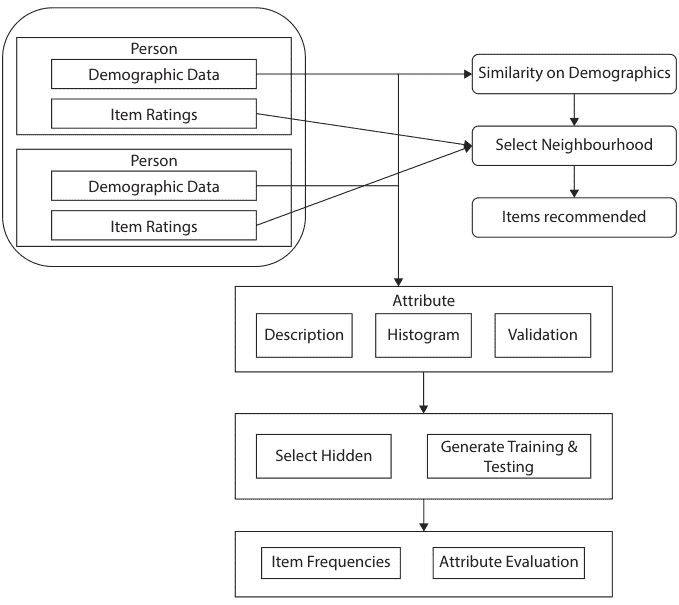 Person
Demographic Data
Item Ratings
Person
Demographic Data
Item Ratings
Similarity on Demographics
Select Neighbourhood
Items recommended
Attribute
Description
Histogram
Validation
Select Hidden
Generate Training &
Testing
Item Frequencies
Attribute Evaluation